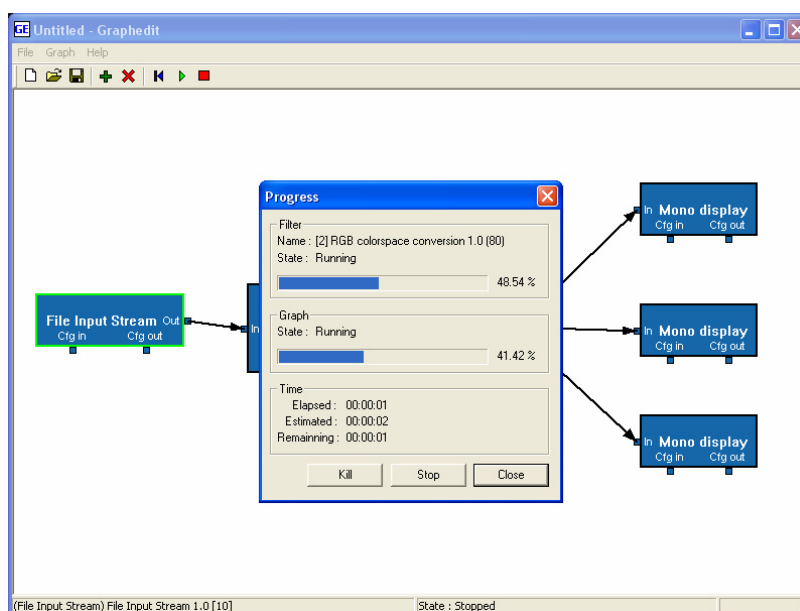 GE Untitled - Graphedit
File Graph Help
Progress
Filter
Name : [2] RGB colorspace conversion 1.0 (80)
State : Running
48.54 %
Graph
State : Running
41.42 %
Time
Elapsed : 00:00:01
Estimated : 00:00:02
Remainning : 00:00:01
Kill Stop Close
File Input Stream Out
Cfg in Cfg out
In
In Mono display
Cfg in Cfg out
In Mono display
Cfg in Cfg out
In Mono display
Cfg in Cfg out
(File Input Stream) File Input Stream 1.0 [10] State : Stopped